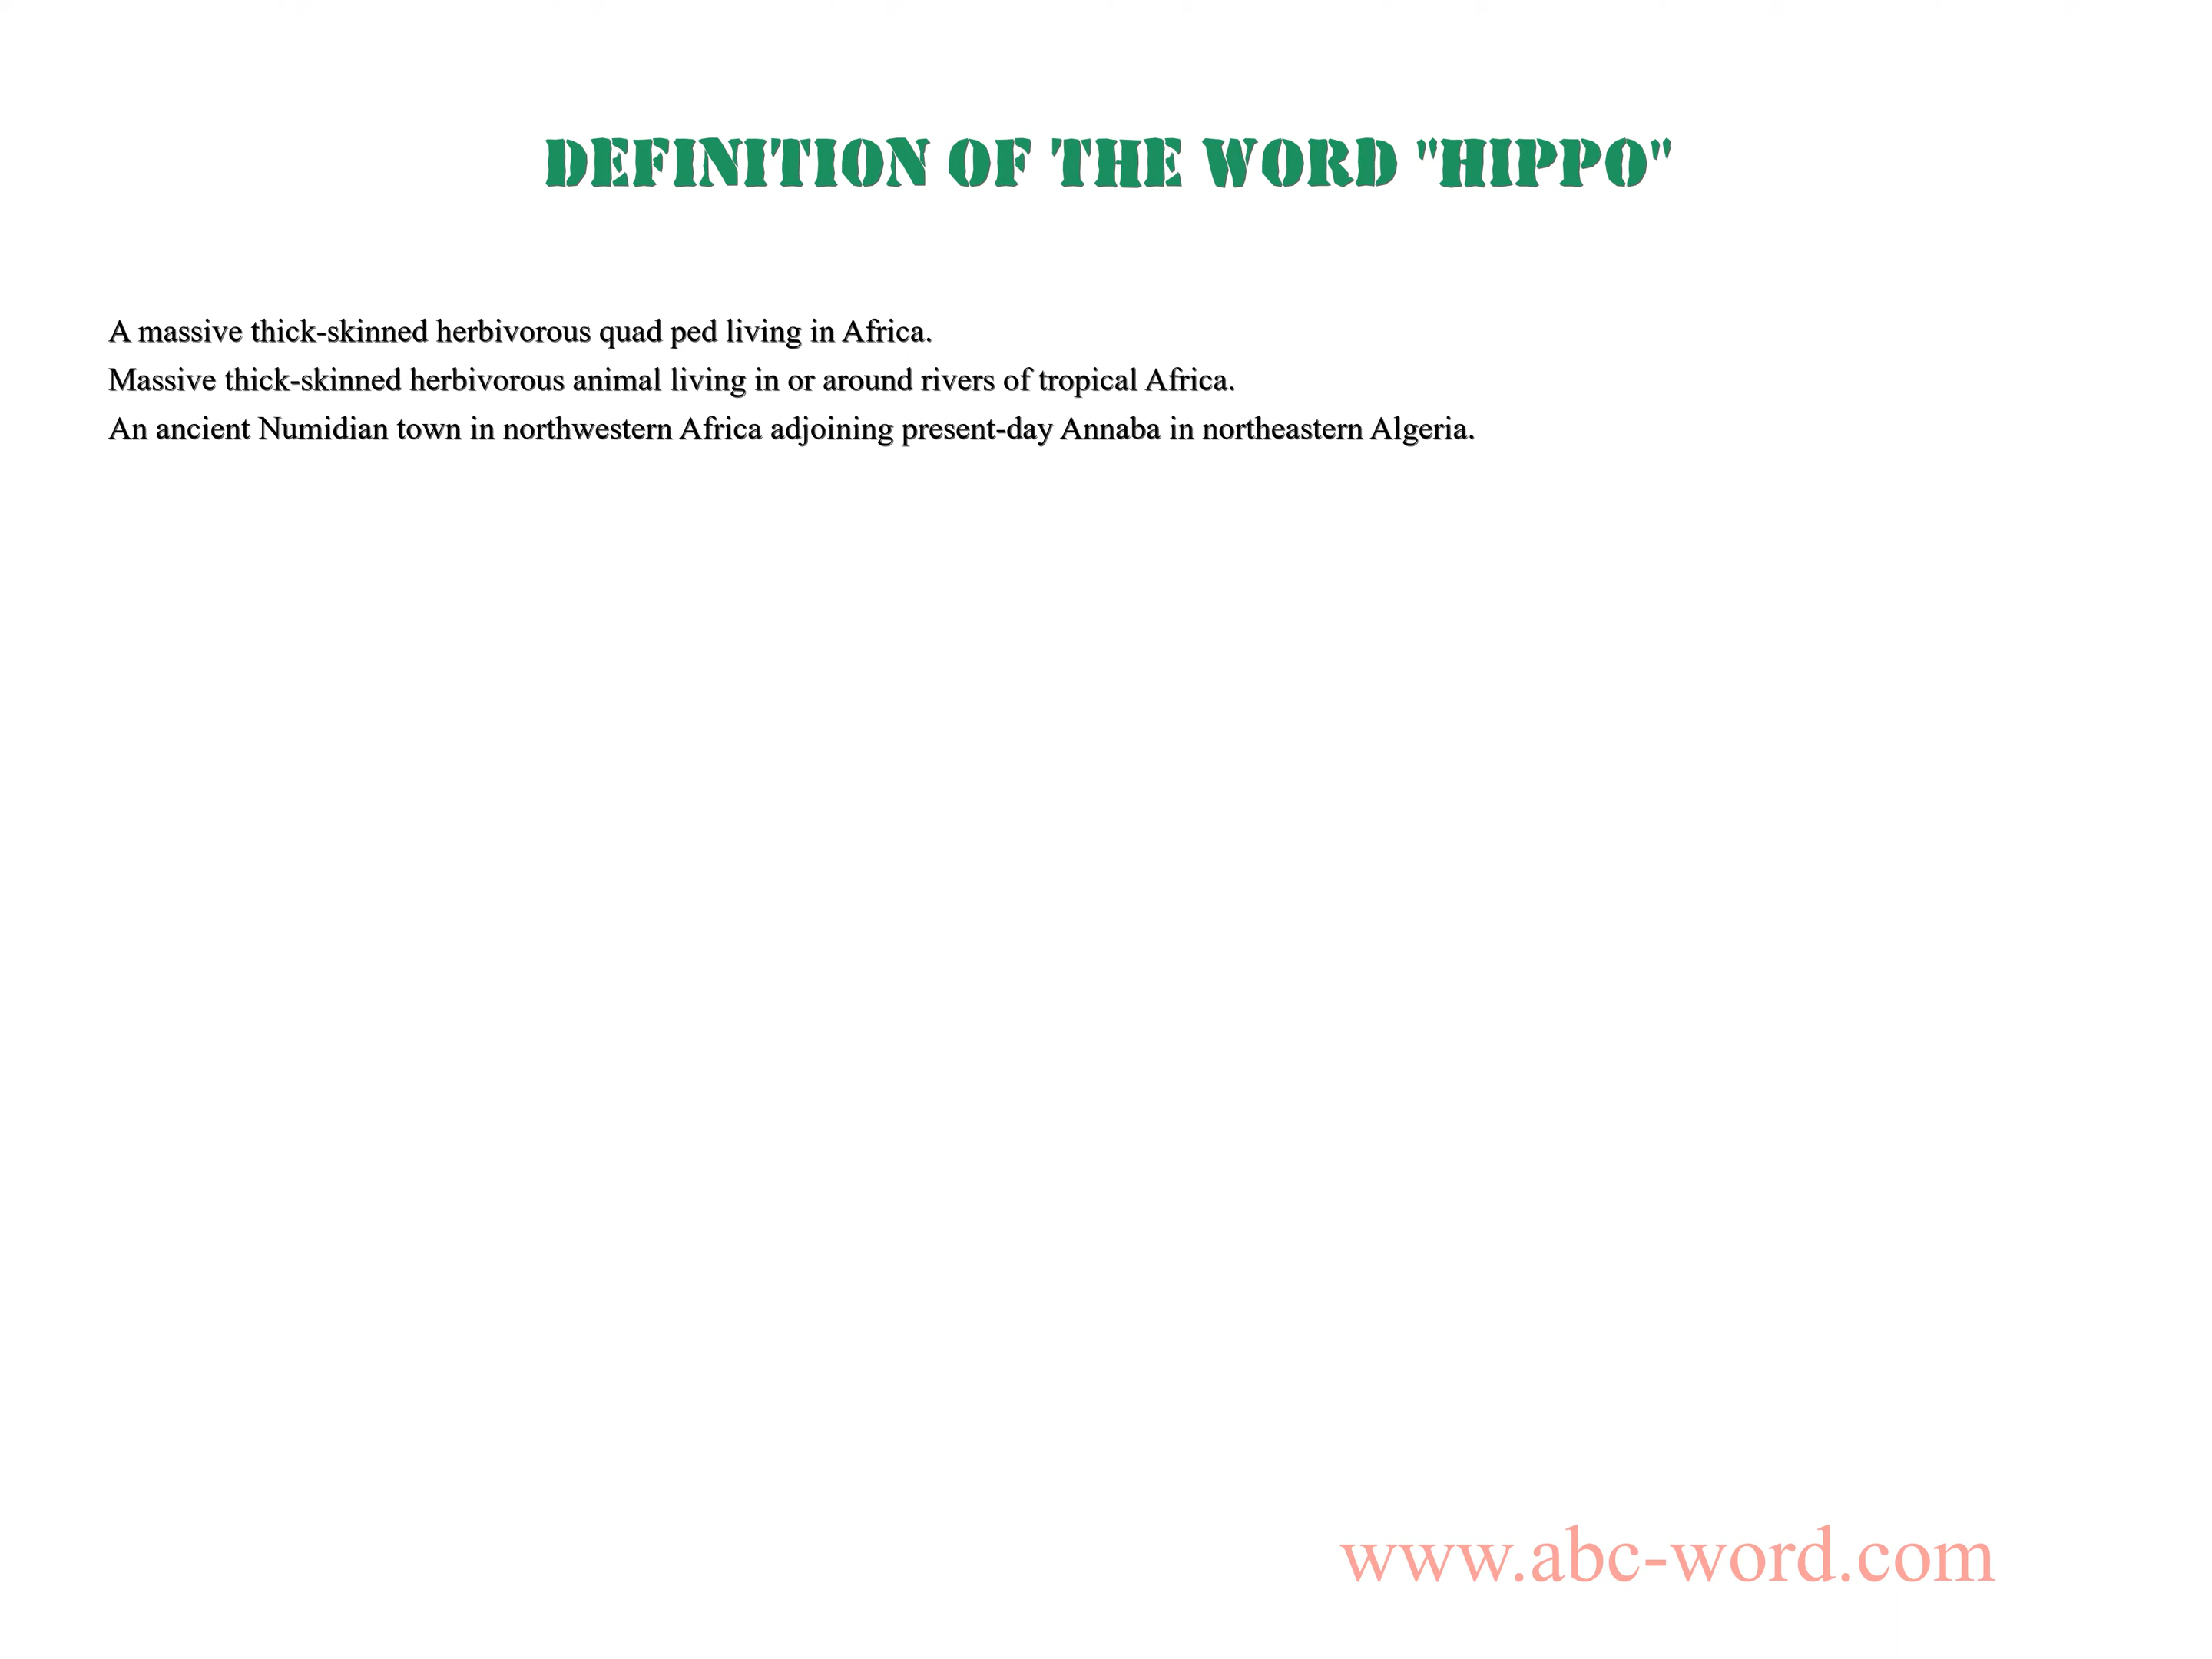 DEFINITION OF THE WORD "HIPPO"
A massive thick-skinned herbivorous quad ped living in Africa.
Massive thick-skinned herbivorous animal living in or around rivers of tropical Africa.
An ancient Numidian town in northwestern Africa adjoining present-day Annaba in northeastern Algeria.
www.abc-word.com